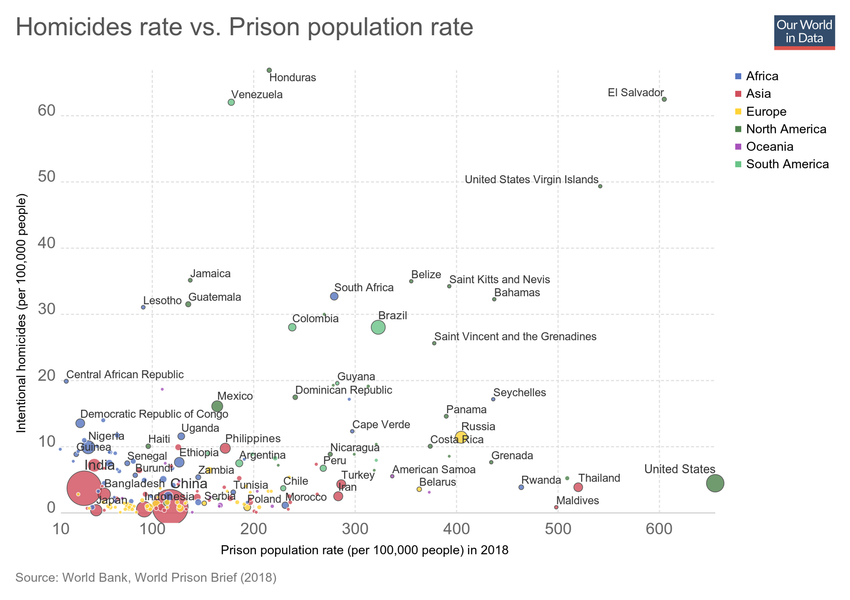 Homicides rate vs. Prison population rate
Our World
in Data
Honduras
Venezuela
El Salvador
Africa
Asia
Europe
North America
Oceania
South America
60
50
40
30
20
10
0
Intentional homicides (per 100,000 people)
United States Virgin Islands
Jamaica
Belize
Saint Kitts and Nevis
South Africa
Bahamas
Lesotho
Guatemala
Colombia
Brazil
Saint Vincent and the Grenadines
Central African Republic
Guyana
Dominican Republic
Seychelles
Mexico
Panama
Democratic Republic of Congo
Uganda
Cape Verde
Russia
Nigeria
Haiti
Philippines
Costa Rica
Guinea
Nicaragua
Senegal
Ethiopia
Argentina
Peru
Grenada
India
Burundi
Zambia
American Samoa
United States
Turkey
Bangladesh
China
Tunisia
Chile
Iran
Belarus
Rwanda
Thailand
Japan
Indonesia
Serbia
Poland
Morocco
Maldives
10
100
200
300
400
500
600
Prison population rate (per 100,000 people) in 2018
Source: World Bank, World Prison Brief (2018)